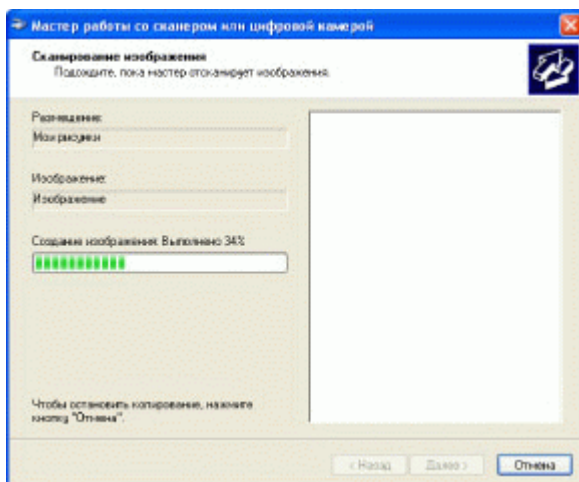 Мастер работы со сканером или цифровой камерой
Сканирование изображения
Подождите, пока мастер отсканирует изображения.
Размещение:
Мои рисунки
Изображение:
Изображение
Создание изображения: Выполнено 34%
Чтобы остановить копирование, нажмите
кнопку "Отмена".
< Назад
Далее >
Отмена